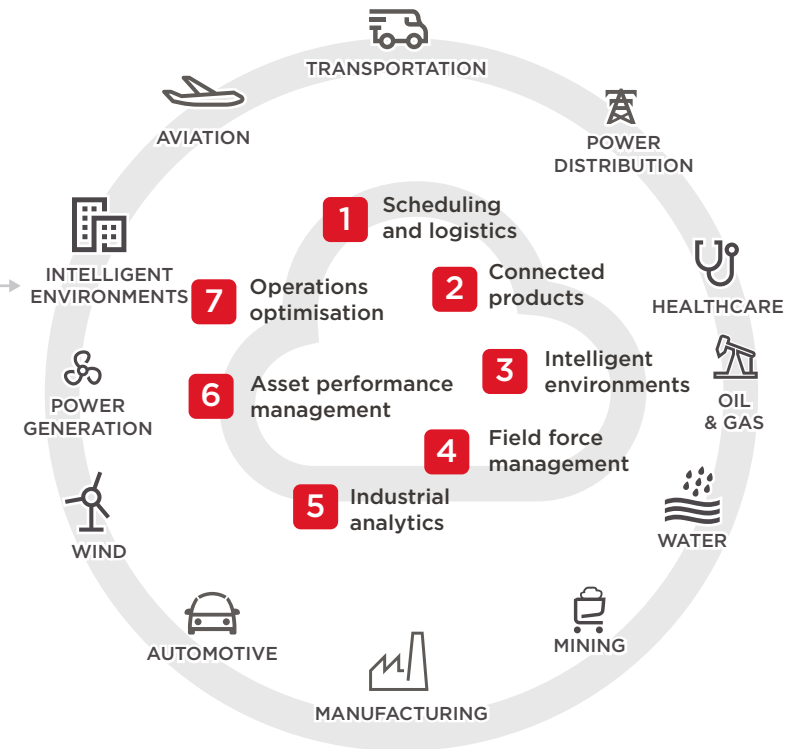 TRANSPORTATION
AVIATION
POWER
DISTRIBUTION
1
Scheduling
and logistics
2
Connected
products
INTELLIGENT
ENVIRONMENTS
7
Operations
optimisation
HEALTHCARE
3
Intelligent
environments
6
Asset performance
management
OIL
& GAS
POWER
GENERATION
4
Field force
management
5
Industrial
analytics
WATER
WIND
MINING
AUTOMOTIVE
MANUFACTURING